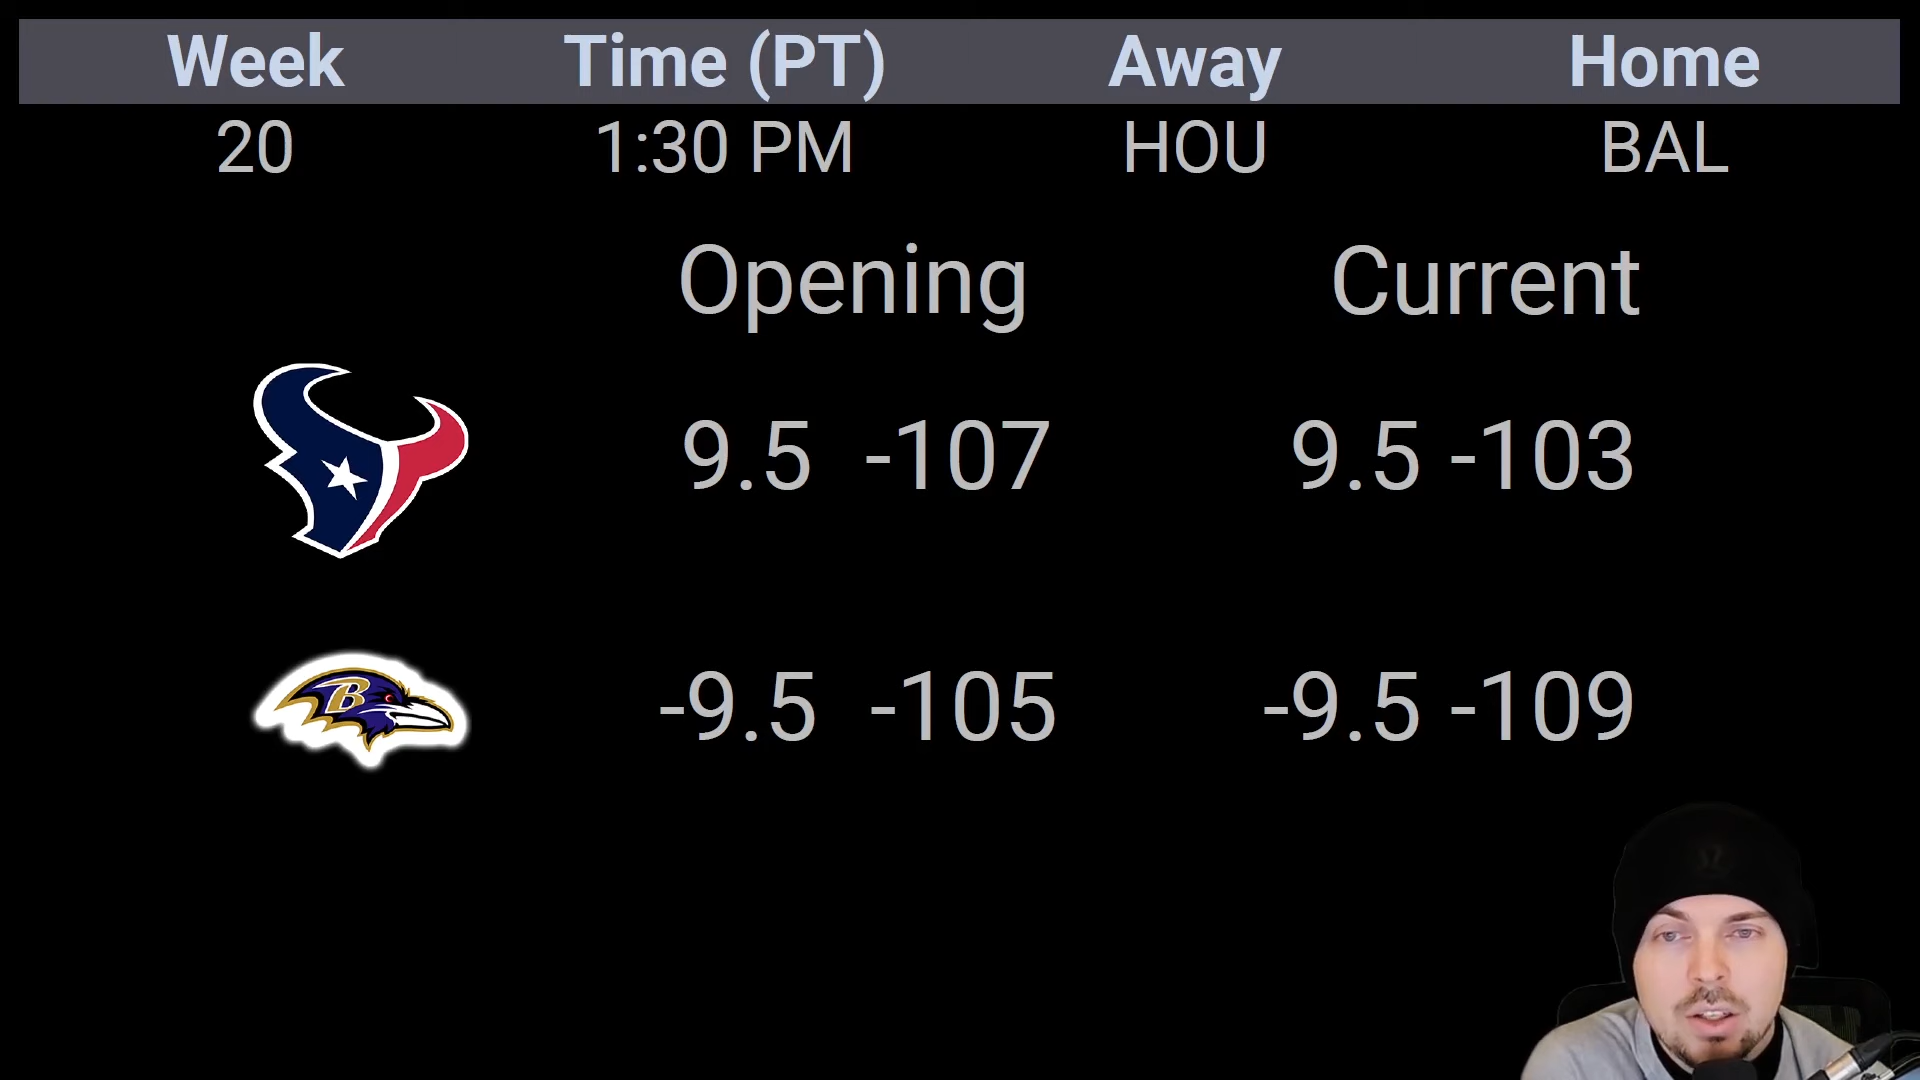 Week Time (PT) Away Home
20 1:30 PM HOU BAL
Opening Current
9.5 -107 9.5 -103
B
-9.5 -105 -9.5 -109